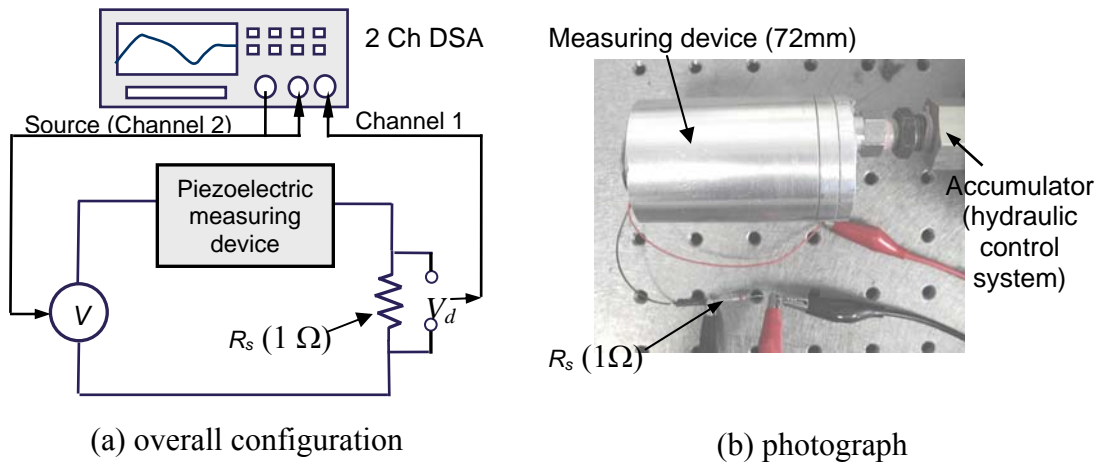 2 Ch DSA
Source (Channel 2)
Channel 1
Piezoelectric
measuring
device
V
Rs (1 Ω)
Vd
(a) overall configuration
Measuring device (72mm)
Accumulator
(hydraulic
control
system)
Rs (1Ω)
(b) photograph